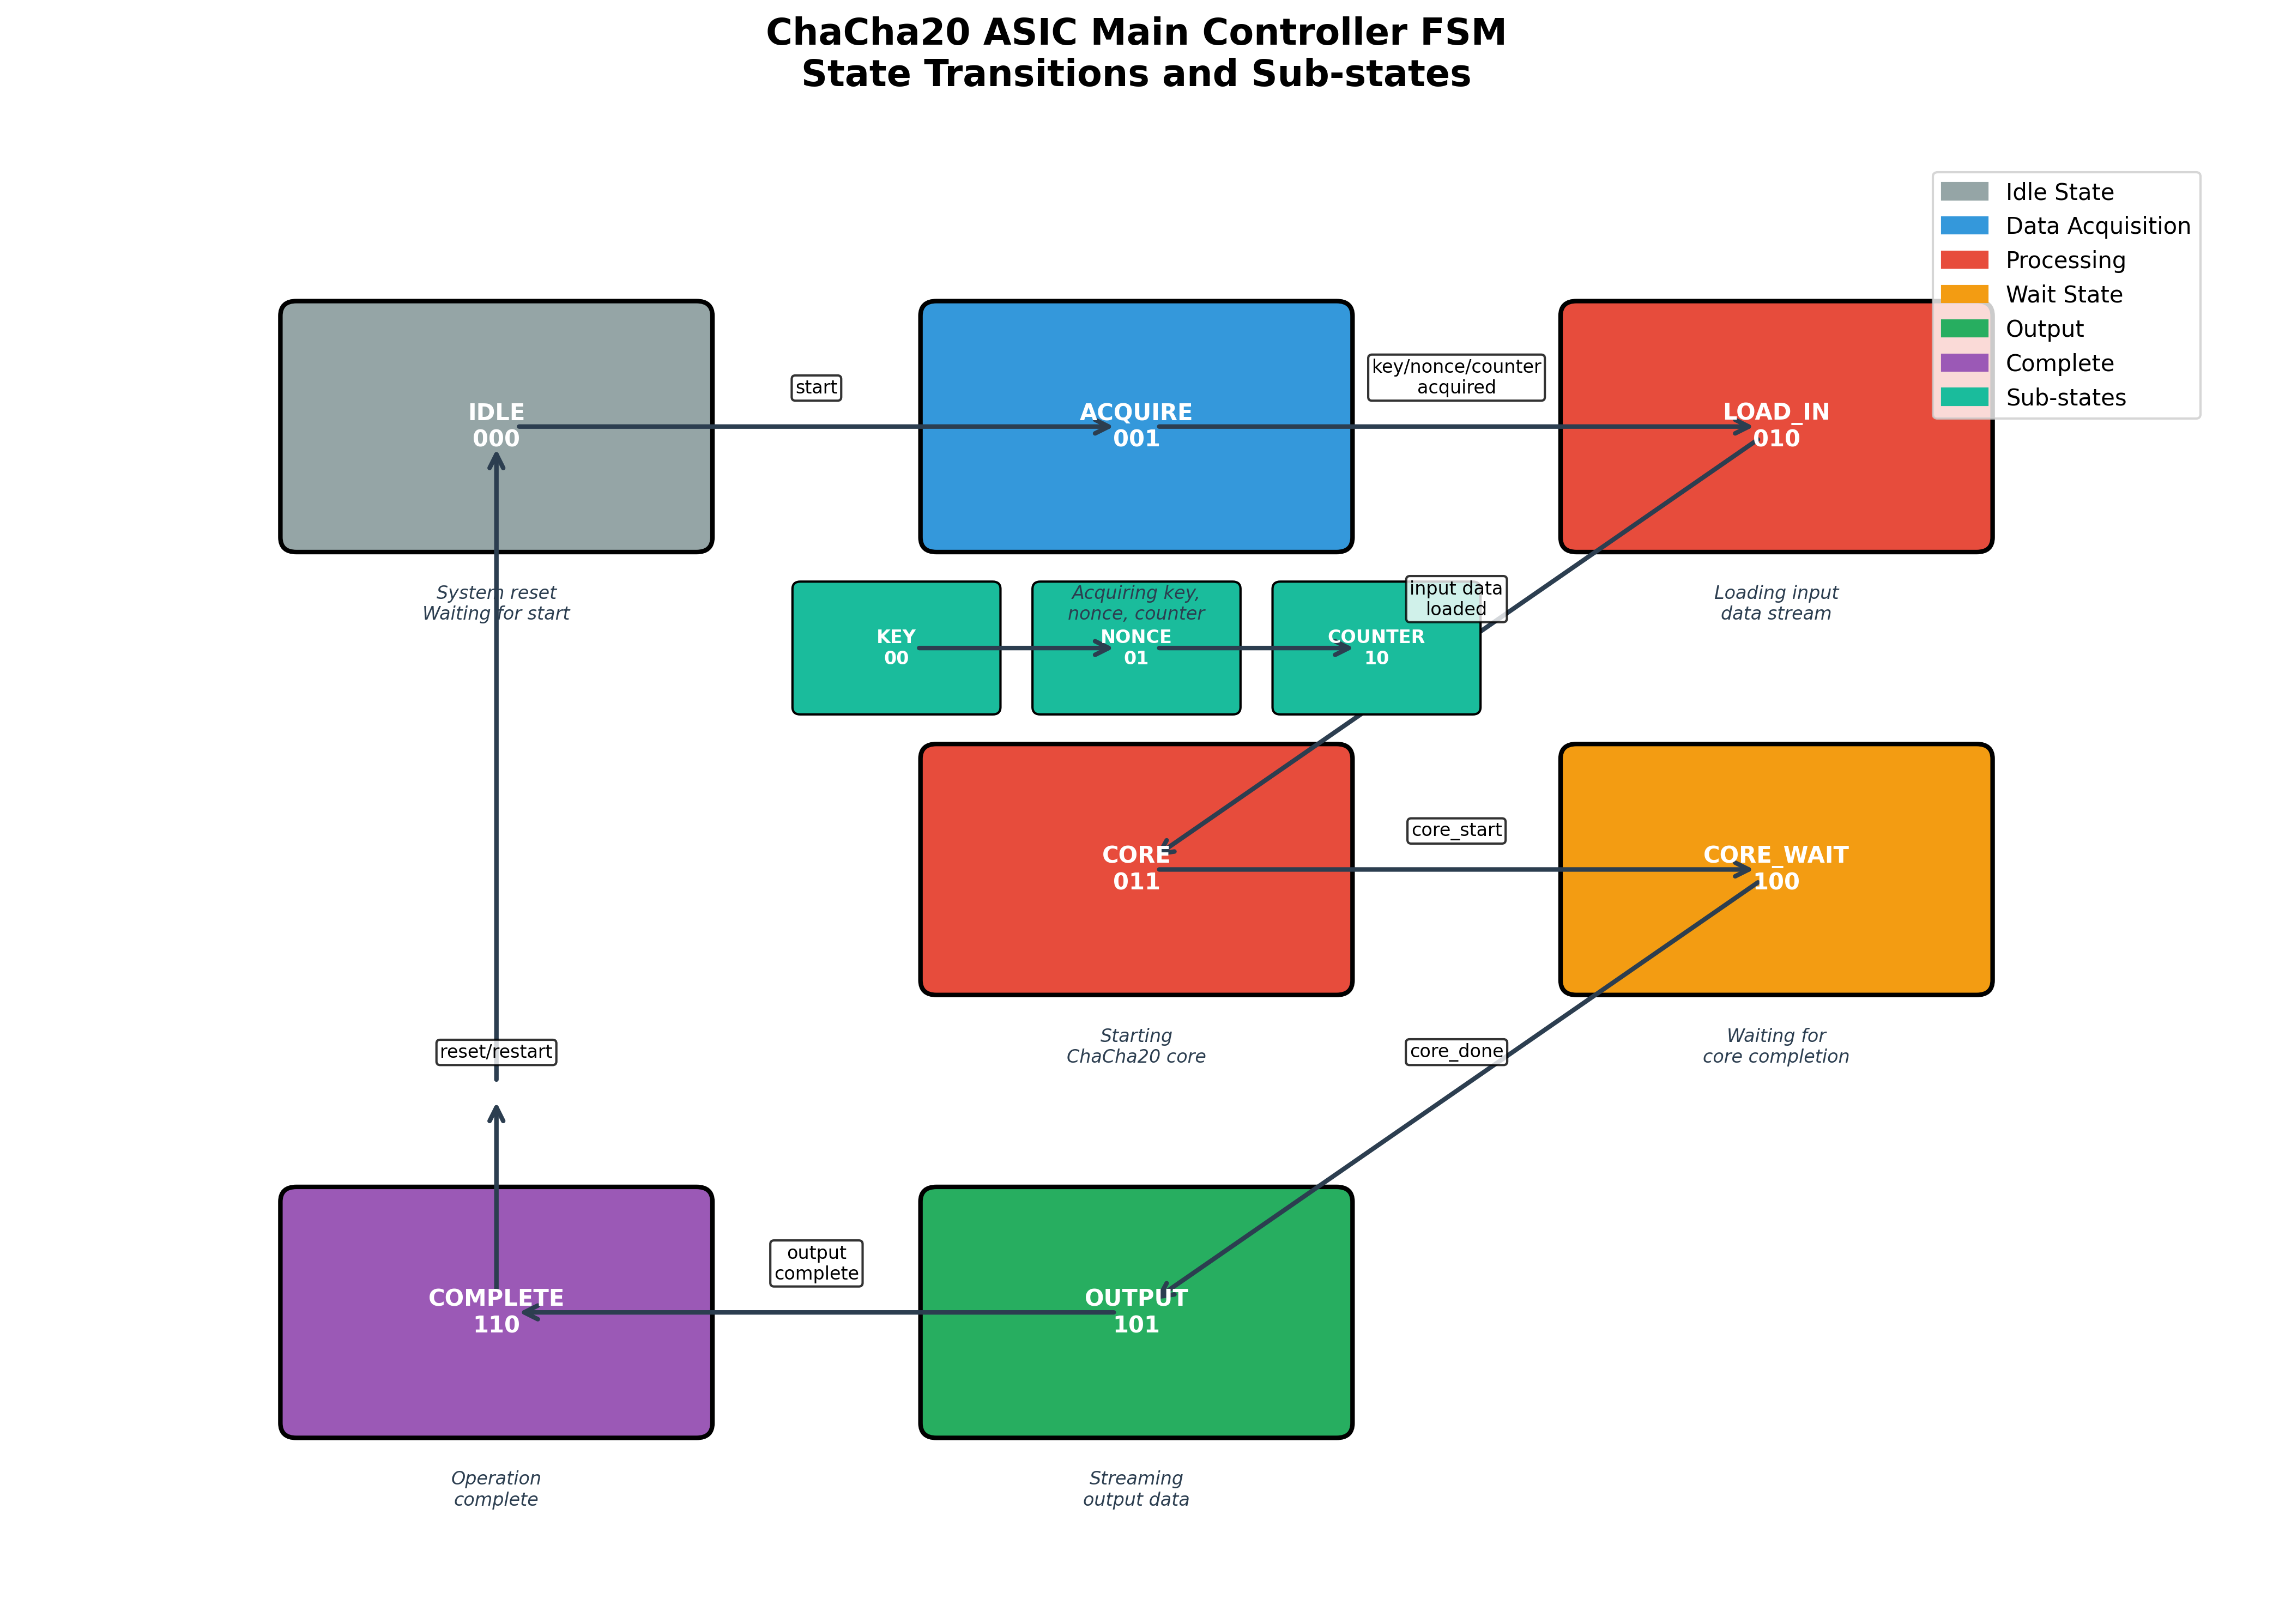 ChaCha20 ASIC Main Controller FSM
State Transitions and Sub-states
Idle State
Data Acquisition
Processing
Wait State
Output
Complete
Sub-states
IDLE
000
start
ACQUIRE
001
key/nonce/counter
acquired
LOAD_IN
010
System reset
Waiting for start
Acquiring key,
nonce, counter
input data
loaded
Loading input
data stream
KEY
00
NONCE
01
COUNTER
10
CORE
011
core_start
CORE_WAIT
100
Starting
ChaCha20 core
Waiting for
core completion
reset/restart
core_done
COMPLETE
110
output
complete
OUTPUT
101
Operation
complete
Streaming
output data